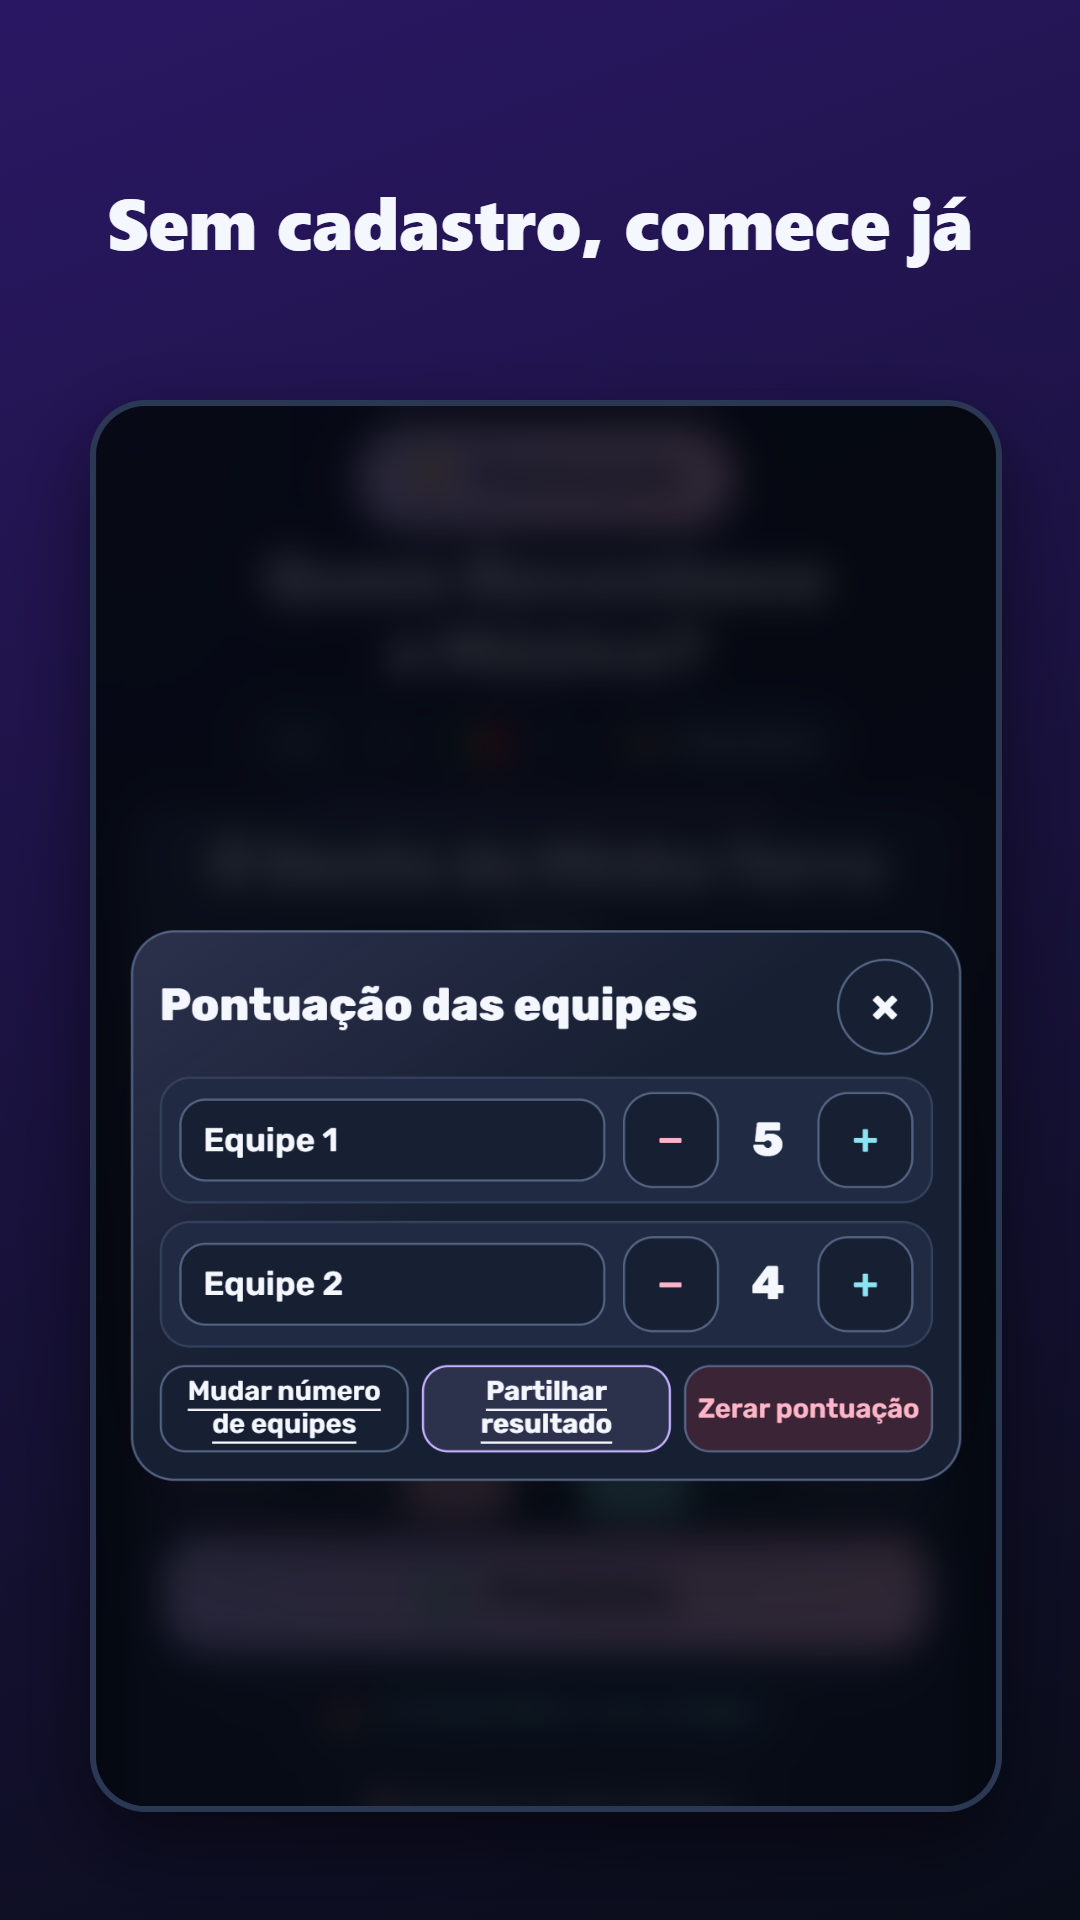 Sem cadastro, comece já
Pontuação das equipes
×
Equipe 1
−
5
+
Equipe 2
−
4
+
Mudar número
de equipes
Partilhar
resultado
Zerar pontuação